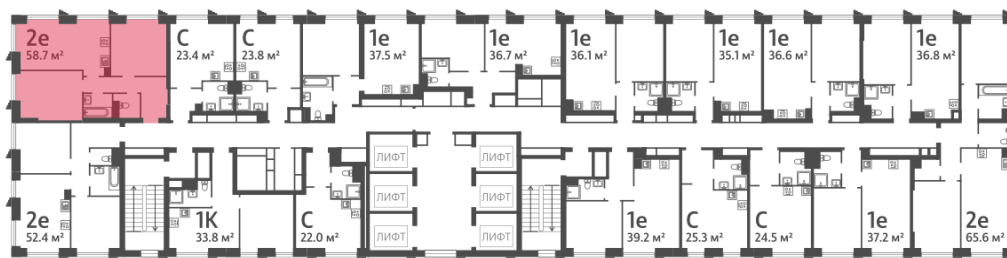 2е
58.7 м²
С
23.4 м²
С
23.8 м²
1е
37.5 м²
1е
36.7 м²
1е
36.1 м²
1е
35.1 м²
1е
36.6 м²
1е
36.8 м²
ЛИФТ
ЛИФТ
ЛИФТ
ЛИФТ
ЛИФТ
ЛИФТ
2е
52.4 м²
1К
33.8 м²
С
22.0 м²
1е
39.2 м²
С
25.3 м²
С
24.5 м²
1е
37.2 м²
2е
65.6 м²